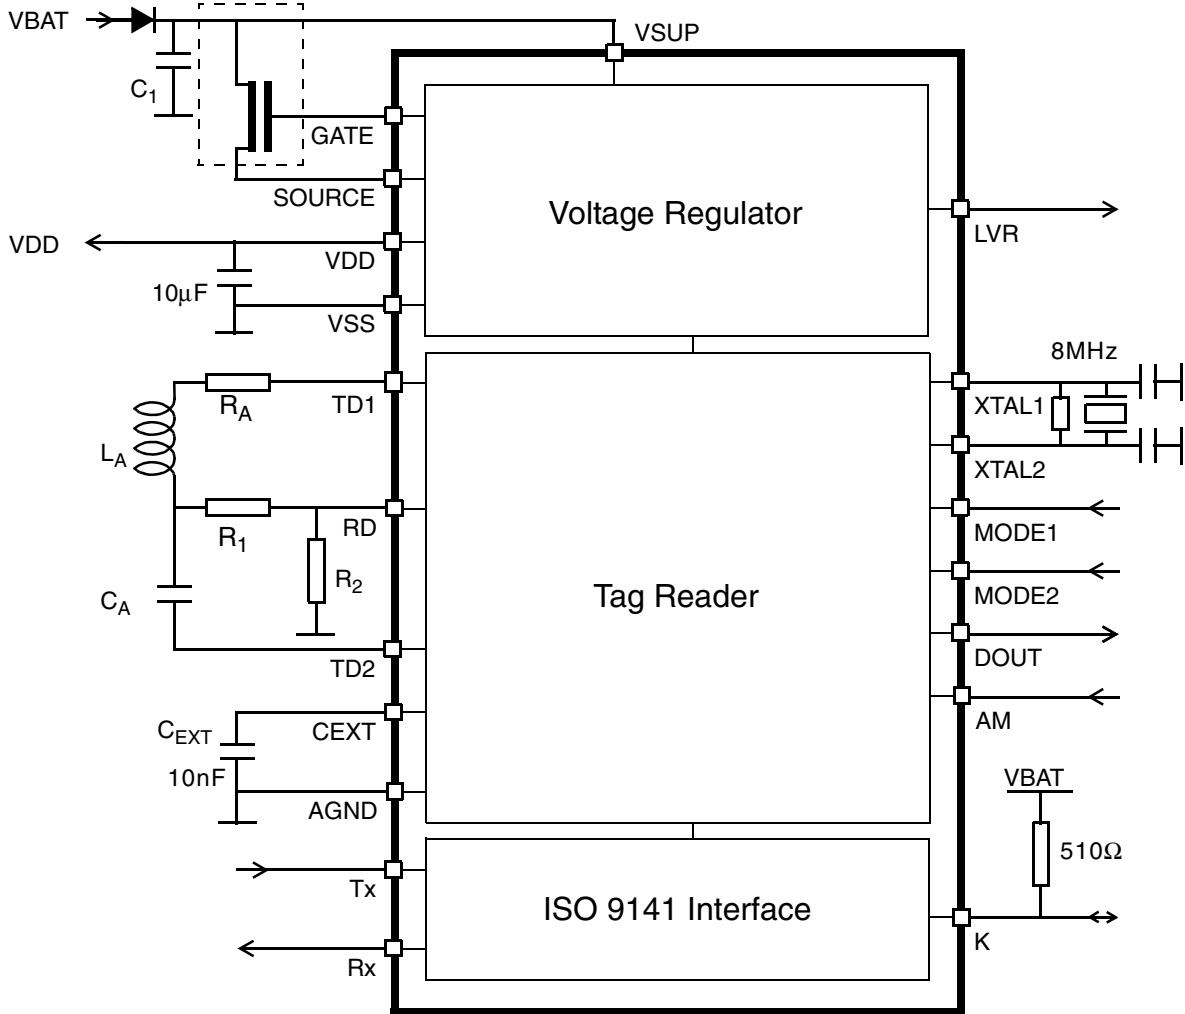 VBAT
VSUP
C1
GATE
SOURCE
Voltage Regulator
LVR
VDD
VDD
10µF
VSS
8MHz
RA
TD1
XTAL1
LA
XTAL2
R1
RD
MODE1
R2
CA
Tag Reader
MODE2
TD2
DOUT
CEXT
CEXT
AM
10nF
AGND
VBAT
510Ω
Tx
ISO 9141 Interface
K
Rx